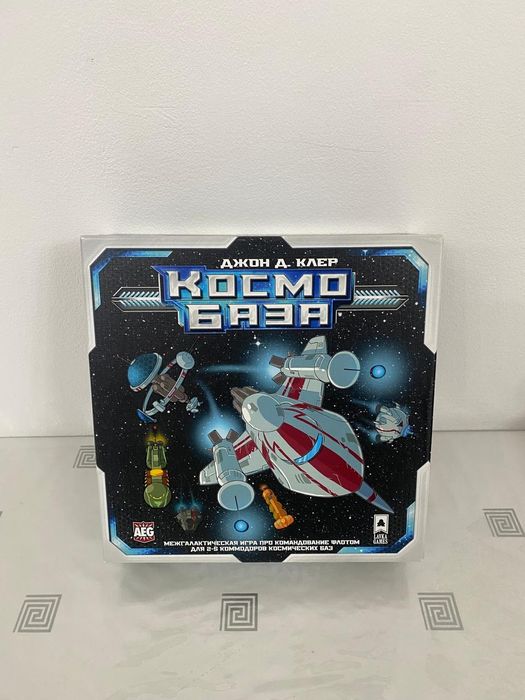 ДЖОН Д. КЛЕР
КОСМО
БАЗА
AEG
МЕЖГАЛАКТИЧЕСКАЯ ИГРА ПРО КОМАНДОВАНИЕ ФЛОТОМ
ДЛЯ 2-5 КОММОДОРОВ КОСМИЧЕСКИХ БАЗ
LAVKA
GAMES